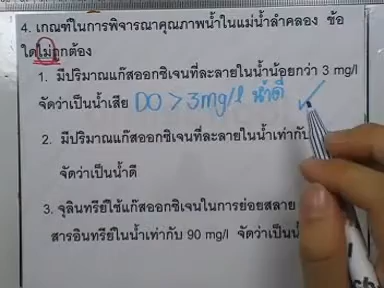 4. เกณฑ์ในการพิจารณาคุณภาพน้ำในแม่น้ำลำคลอง ข้อ
ใดไม่ถูกต้อง
1. มีปริมาณแก๊สออกซิเจนที่ละลายในน้ำน้อยกว่า 3 mg/l
จัดว่าเป็นน้ำเสีย DO > 3 mg/l น้ำดี
2. มีปริมาณแก๊สออกซิเจนที่ละลายในน้ำเท่ากับ
จัดว่าเป็นน้ำดี
3. จุลินทรีย์ใช้แก๊สออกซิเจนในการย่อยสลาย
สารอินทรีย์ในน้ำเท่ากับ 90 mg/l จัดว่าเป็น